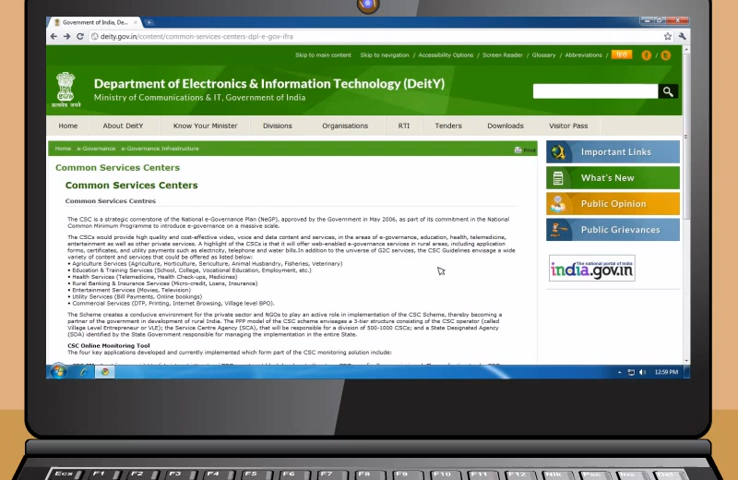 Government of India, De...
deity.gov.in/content/common-services-centers-dpl-e-gov-ifra
Skip to main content Skip to navigation / Accessibility Options / Screen Reader / Glossary / Abbreviations /
Department of Electronics & Information Technology (DeitY)
Ministry of Communications & IT, Government of India
सत्यमेव जयते
Home About DeitY Know Your Minister Divisions Organisations RTI Tenders Downloads Visitor Pass
Home e-Governance e-Governance Infrastructure
Print
Common Services Centers
Common Services Centers
Common Services Centres
The CSC is a strategic cornerstone of the National e-Governance Plan (NeGP), approved by the Government in May 2006, as part of its commitment in the National
Common Minimum Programme to introduce e-governance on a massive scale.
The CSCs would provide high quality and cost-effective video, voice and data content and services, in the areas of e-governance, education, health, telemedicine,
entertainment as well as other private services. A highlight of the CSCs is that it will offer web-enabled e-governance services in rural areas, including application
forms, certificates, and utility payments such as electricity, telephone and water bills.In addition to the universe of G2C services, the CSC Guidelines envisage a wide
variety of content and services that could be offered as listed below:
• Agriculture Services (Agriculture, Horticulture, Sericulture, Animal Husbandry, Fisheries, Veterinary)
• Education & Training Services (School, College, Vocational Education, Employment, etc.)
• Health Services (Telemedicine, Health Check-ups, Medicines)
• Rural Banking & Insurance Services (Micro-credit, Loans, Insurance)
• Entertainment Services (Movies, Television)
• Utility Services (Bill Payments, Online bookings)
• Commercial Services (DTP, Printing, Internet Browsing, Village level BPO).
The Scheme creates a conducive environment for the private sector and NGOs to play an active role in implementation of the CSC Scheme, thereby becoming a
partner of the government in development of rural India. The PPP model of the CSC scheme envisages a 3-tier structure consisting of the CSC operator (called
Village Level Entrepreneur or VLE); the Service Centre Agency (SCA), that will be responsible for a division of 500-1000 CSCs; and a State Designated Agency
(SDA) identified by the State Government responsible for managing the implementation in the entire State.
CSC Online Monitoring Tool
The four key applications developed and currently implemented which form part of the CSC monitoring solution include:
Important Links
What's New
Public Opinion
Public Grievances
The national portal of India
india.gov.in
12:59 PM
Esc F1 F2 F3 F4 F5 F6 F7 F8 F9 F10 F11 F12